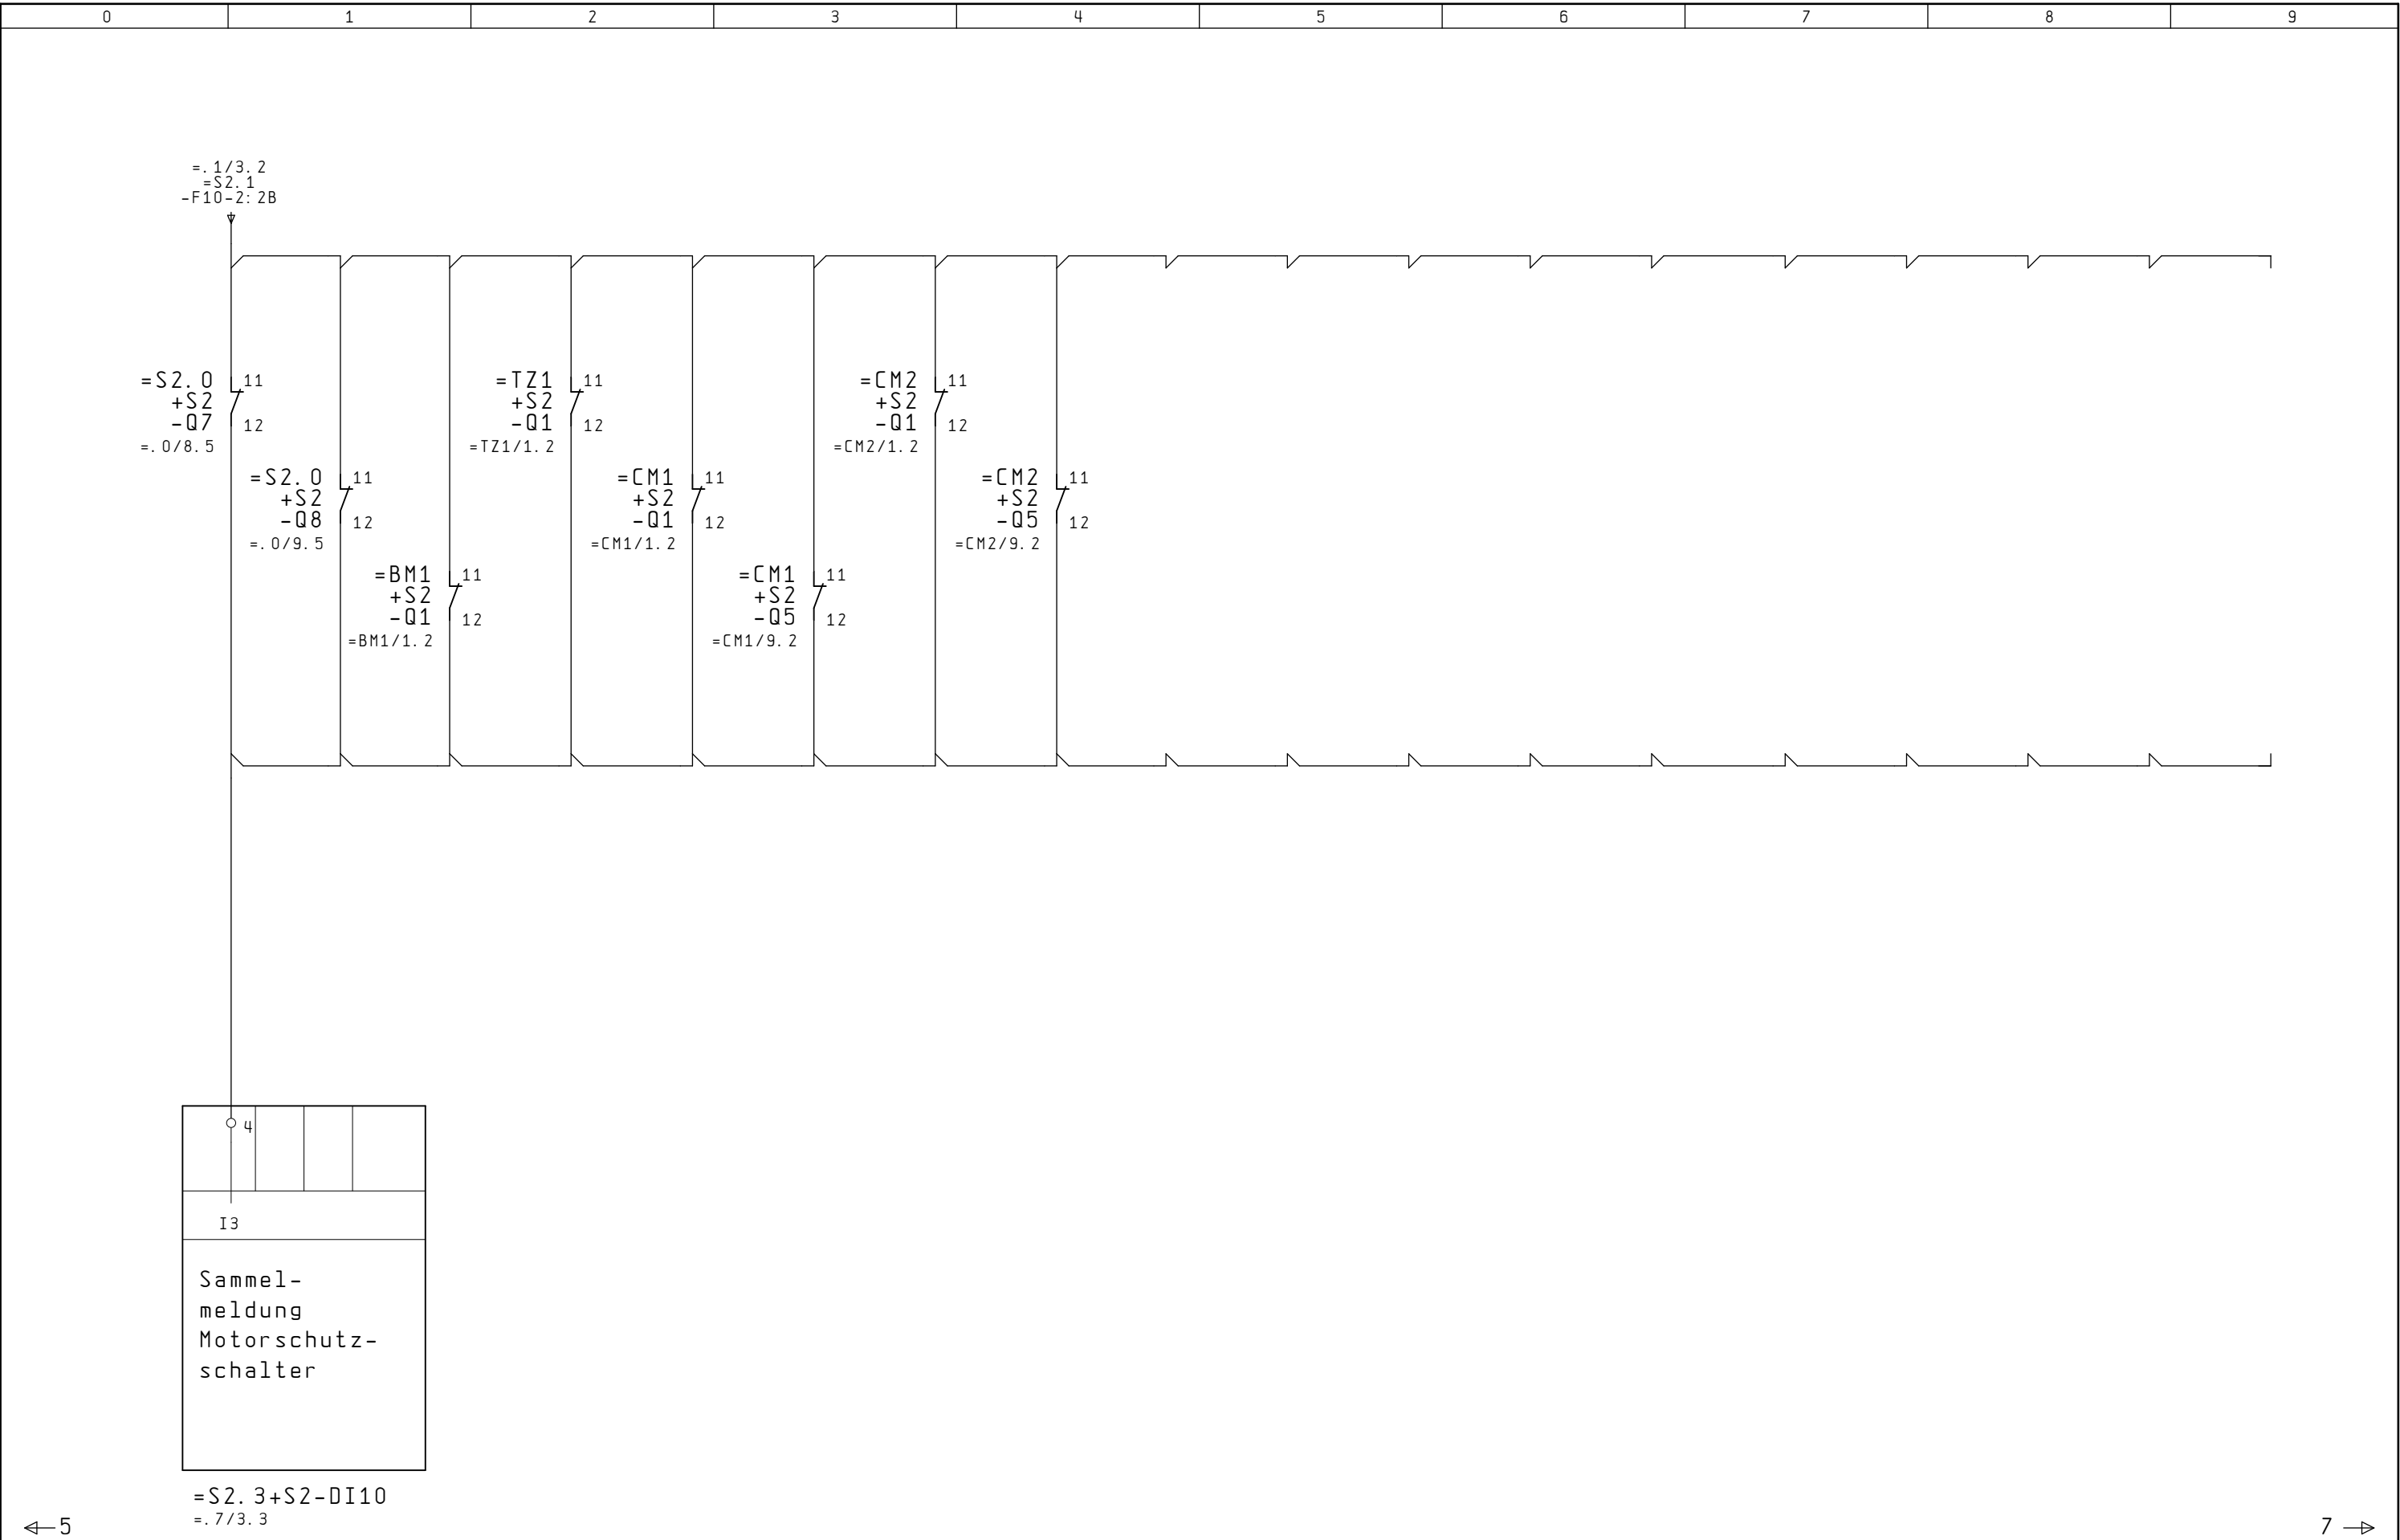 0 1 2 3 4 5 6 7 8 9
=.1/3.2
=S2.1
-F10-2:2B
=S2.0
+S2
-Q7
=.0/8.5
11
12
=S2.0
+S2
-Q8
=.0/9.5
11
12
=BM1
+S2
-Q1
=BM1/1.2
11
12
=TZ1
+S2
-Q1
=TZ1/1.2
11
12
=CM1
+S2
-Q1
=CM1/1.2
11
12
=CM1
+S2
-Q5
=CM1/9.2
11
12
=CM2
+S2
-Q1
=CM2/1.2
11
12
=CM2
+S2
-Q5
=CM2/9.2
11
12
4
I3
Sammel-
meldung
Motorschutz-
schalter
=S2.3+S2-DI10
=.7/3.3
5
7